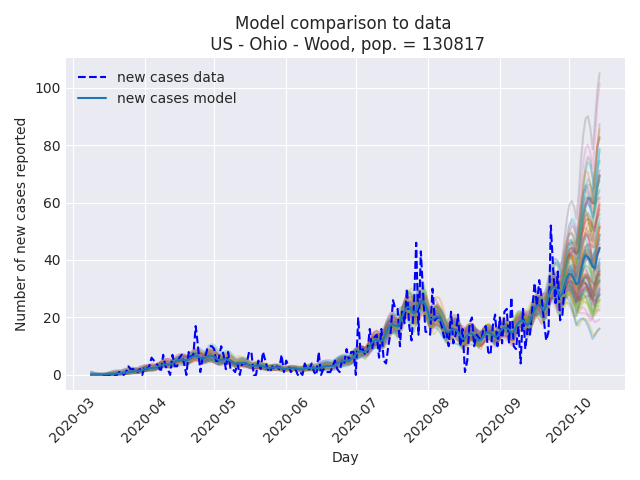 Model comparison to data
US - Ohio - Wood, pop. = 130817
new cases data
new cases model
Number of new cases reported
100
80
60
40
20
0
2020-03
2020-04
2020-05
2020-06
2020-07
2020-08
2020-09
2020-10
Day